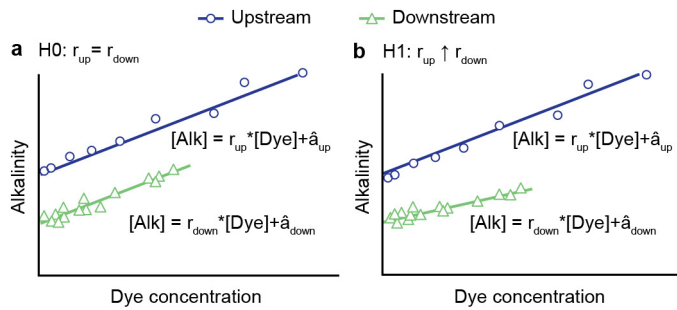 Upstream Downstream
a H0: r_up = r_down
b H1: r_up ↑ r_down
Alkalinity
[Alk] = r_up*[Dye]+â_up
[Alk] = r_down*[Dye]+â_down
Dye concentration
Alkalinity
[Alk] = r_up*[Dye]+â_up
[Alk] = r_down*[Dye]+â_down
Dye concentration